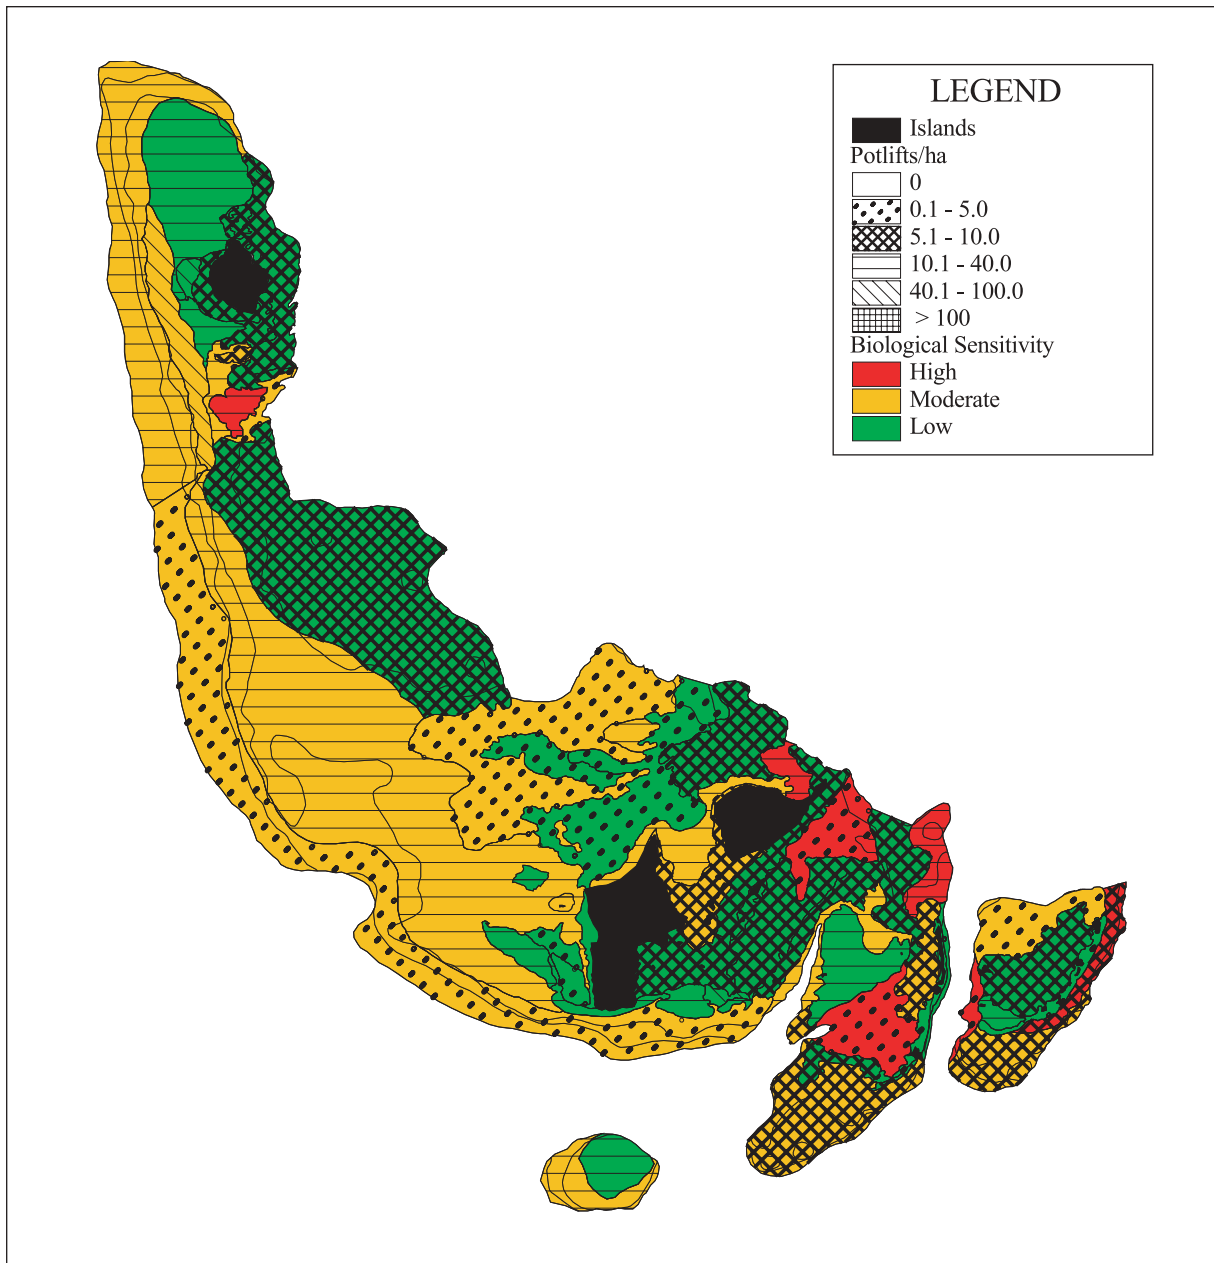 LEGEND
Islands
Potlifts/ha
0
0.1 - 5.0
5.1 - 10.0
10.1 - 40.0
40.1 - 100.0
> 100
Biological Sensitivity
High
Moderate
Low